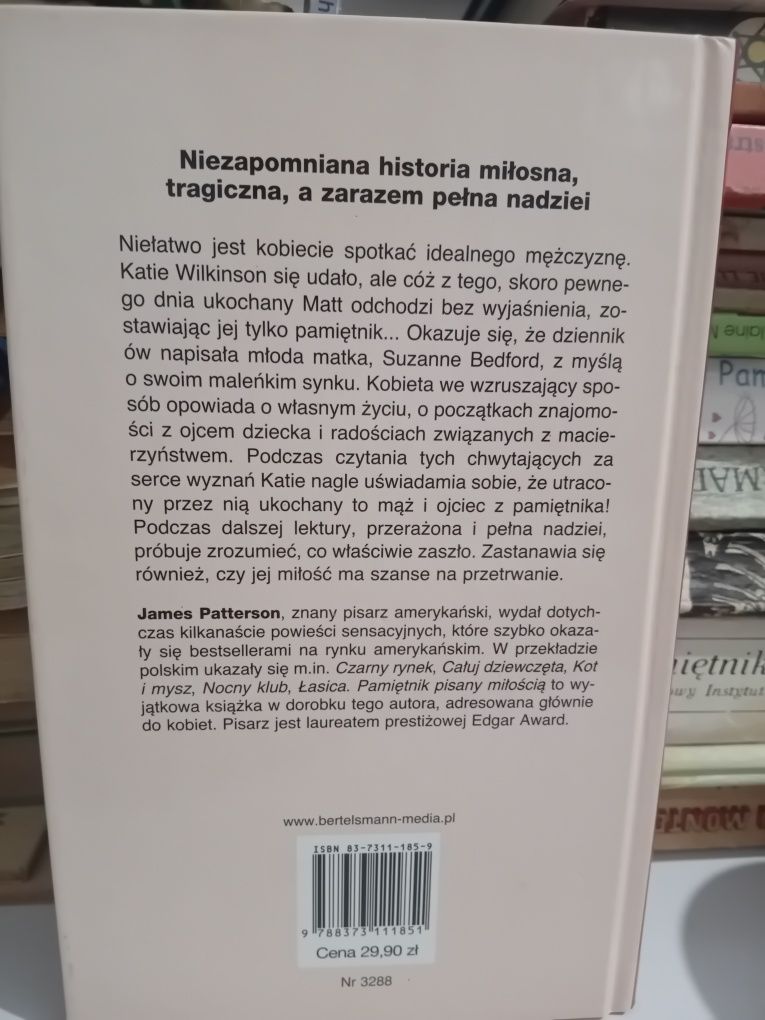 Niezapomniana historia miłosna,
tragiczna, a zarazem pełna nadziei
Niełatwo jest kobiecie spotkać idealnego mężczyznę.
Katie Wilkinson się udało, ale cóż z tego, skoro pewne-
go dnia ukochany Matt odchodzi bez wyjaśnienia, zo-
stawiając jej tylko pamiętnik... Okazuje się, że dziennik
ów napisała młoda matka, Suzanne Bedford, z myślą
o swoim maleńkim synku. Kobieta we wzruszający spo-
sób opowiada o własnym życiu, o początkach znajomo-
ści z ojcem dziecka i radościach związanych z macie-
rzyństwem. Podczas czytania tych chwytających za
serce wyznań Katie nagle uświadamia sobie, że utraco-
ny przez nią ukochany to mąż i ojciec z pamiętnika!
Podczas dalszej lektury, przerażona i pełna nadziei,
próbuje zrozumieć, co właściwie zaszło. Zastanawia się
również, czy jej miłość ma szanse na przetrwanie.
James Patterson, znany pisarz amerykański, wydał dotych-
czas kilkanaście powieści sensacyjnych, które szybko okaza-
ły się bestsellerami na rynku amerykańskim. W przekładzie
polskim ukazały się m.in. Czarny rynek, Całuj dziewczęta, Kot
i mysz, Nocny klub, Łasica. Pamiętnik pisany miłością to wy-
jątkowa książka w dorobku tego autora, adresowana głównie
do kobiet. Pisarz jest laureatem prestiżowej Edgar Award.
www.bertelsmann-media.pl
ISBN 83-7311-185-9
9 788373 111851
Cena 29,90 zł
Nr 3288
Pam
iętnik
owy Instytut